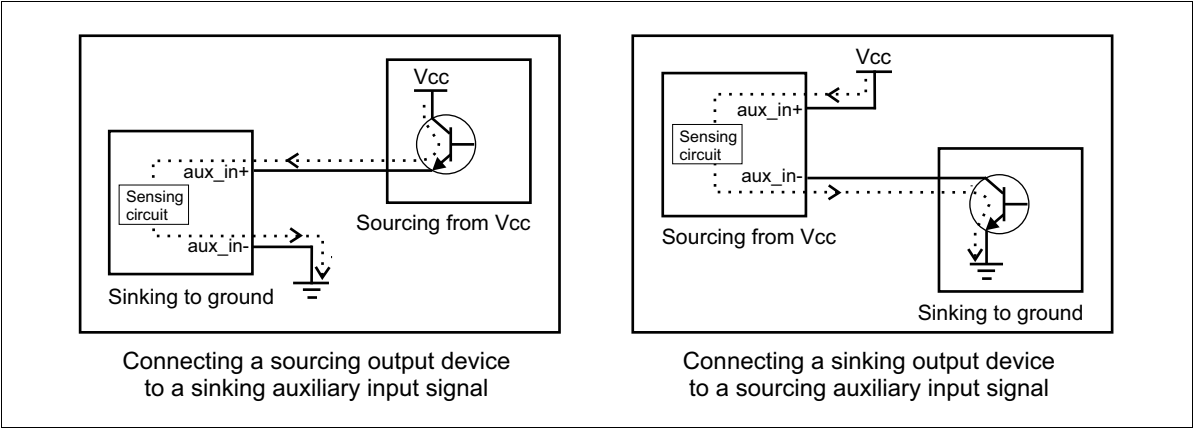 Vcc
aux_in+
Sensing
circuit
aux_in-
Sourcing from Vcc
Sinking to ground
Connecting a sourcing output device
to a sinking auxiliary input signal
Vcc
aux_in+
Sensing
circuit
aux_in-
Sourcing from Vcc
Sinking to ground
Connecting a sinking output device
to a sourcing auxiliary input signal